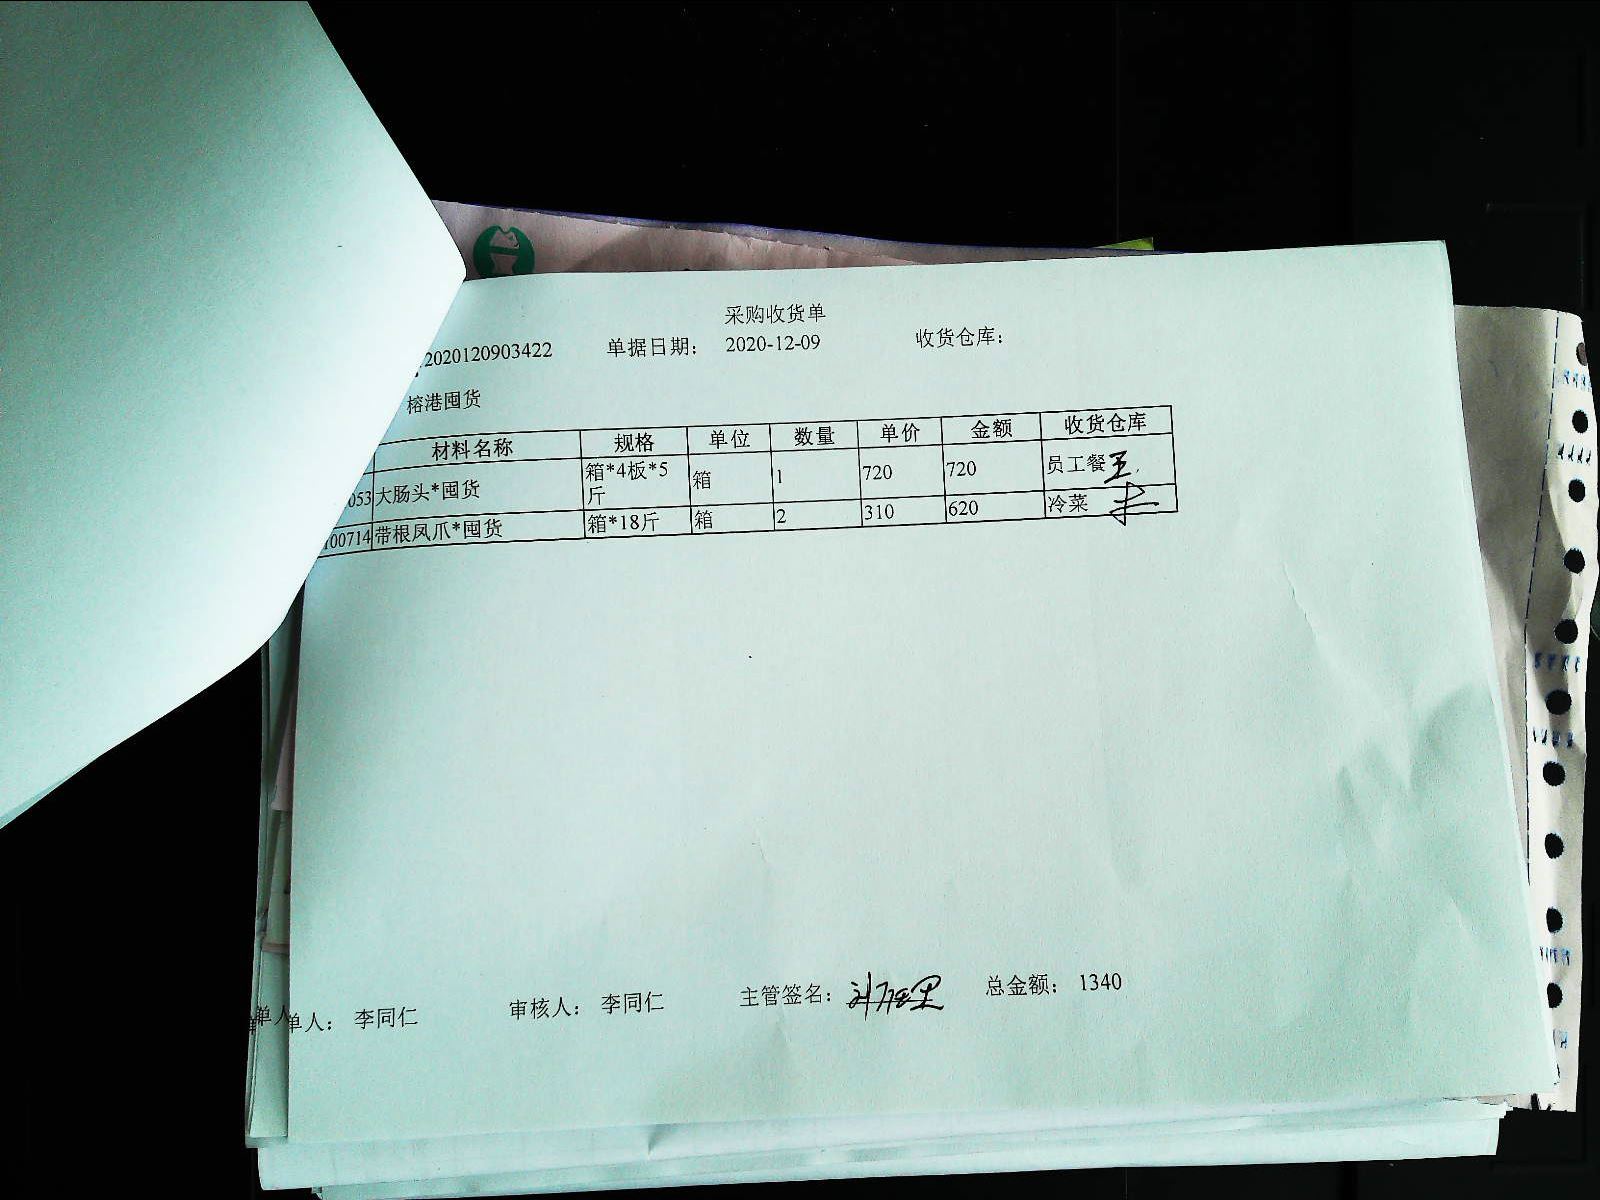 采购收货单
2020120903422 单据日期： 2020-12-09 收货仓库：
榕港囤货
材料名称 规格 单位 数量 单价 金额 收货仓库
053 大肠头*囤货 箱*4板*5斤 箱 1 720 720 员工餐 王
100714 带根凤爪*囤货 箱*18斤 箱 2 310 620 冷菜
单人： 李同仁 审核人： 李同仁 主管签名： 总金额： 1340